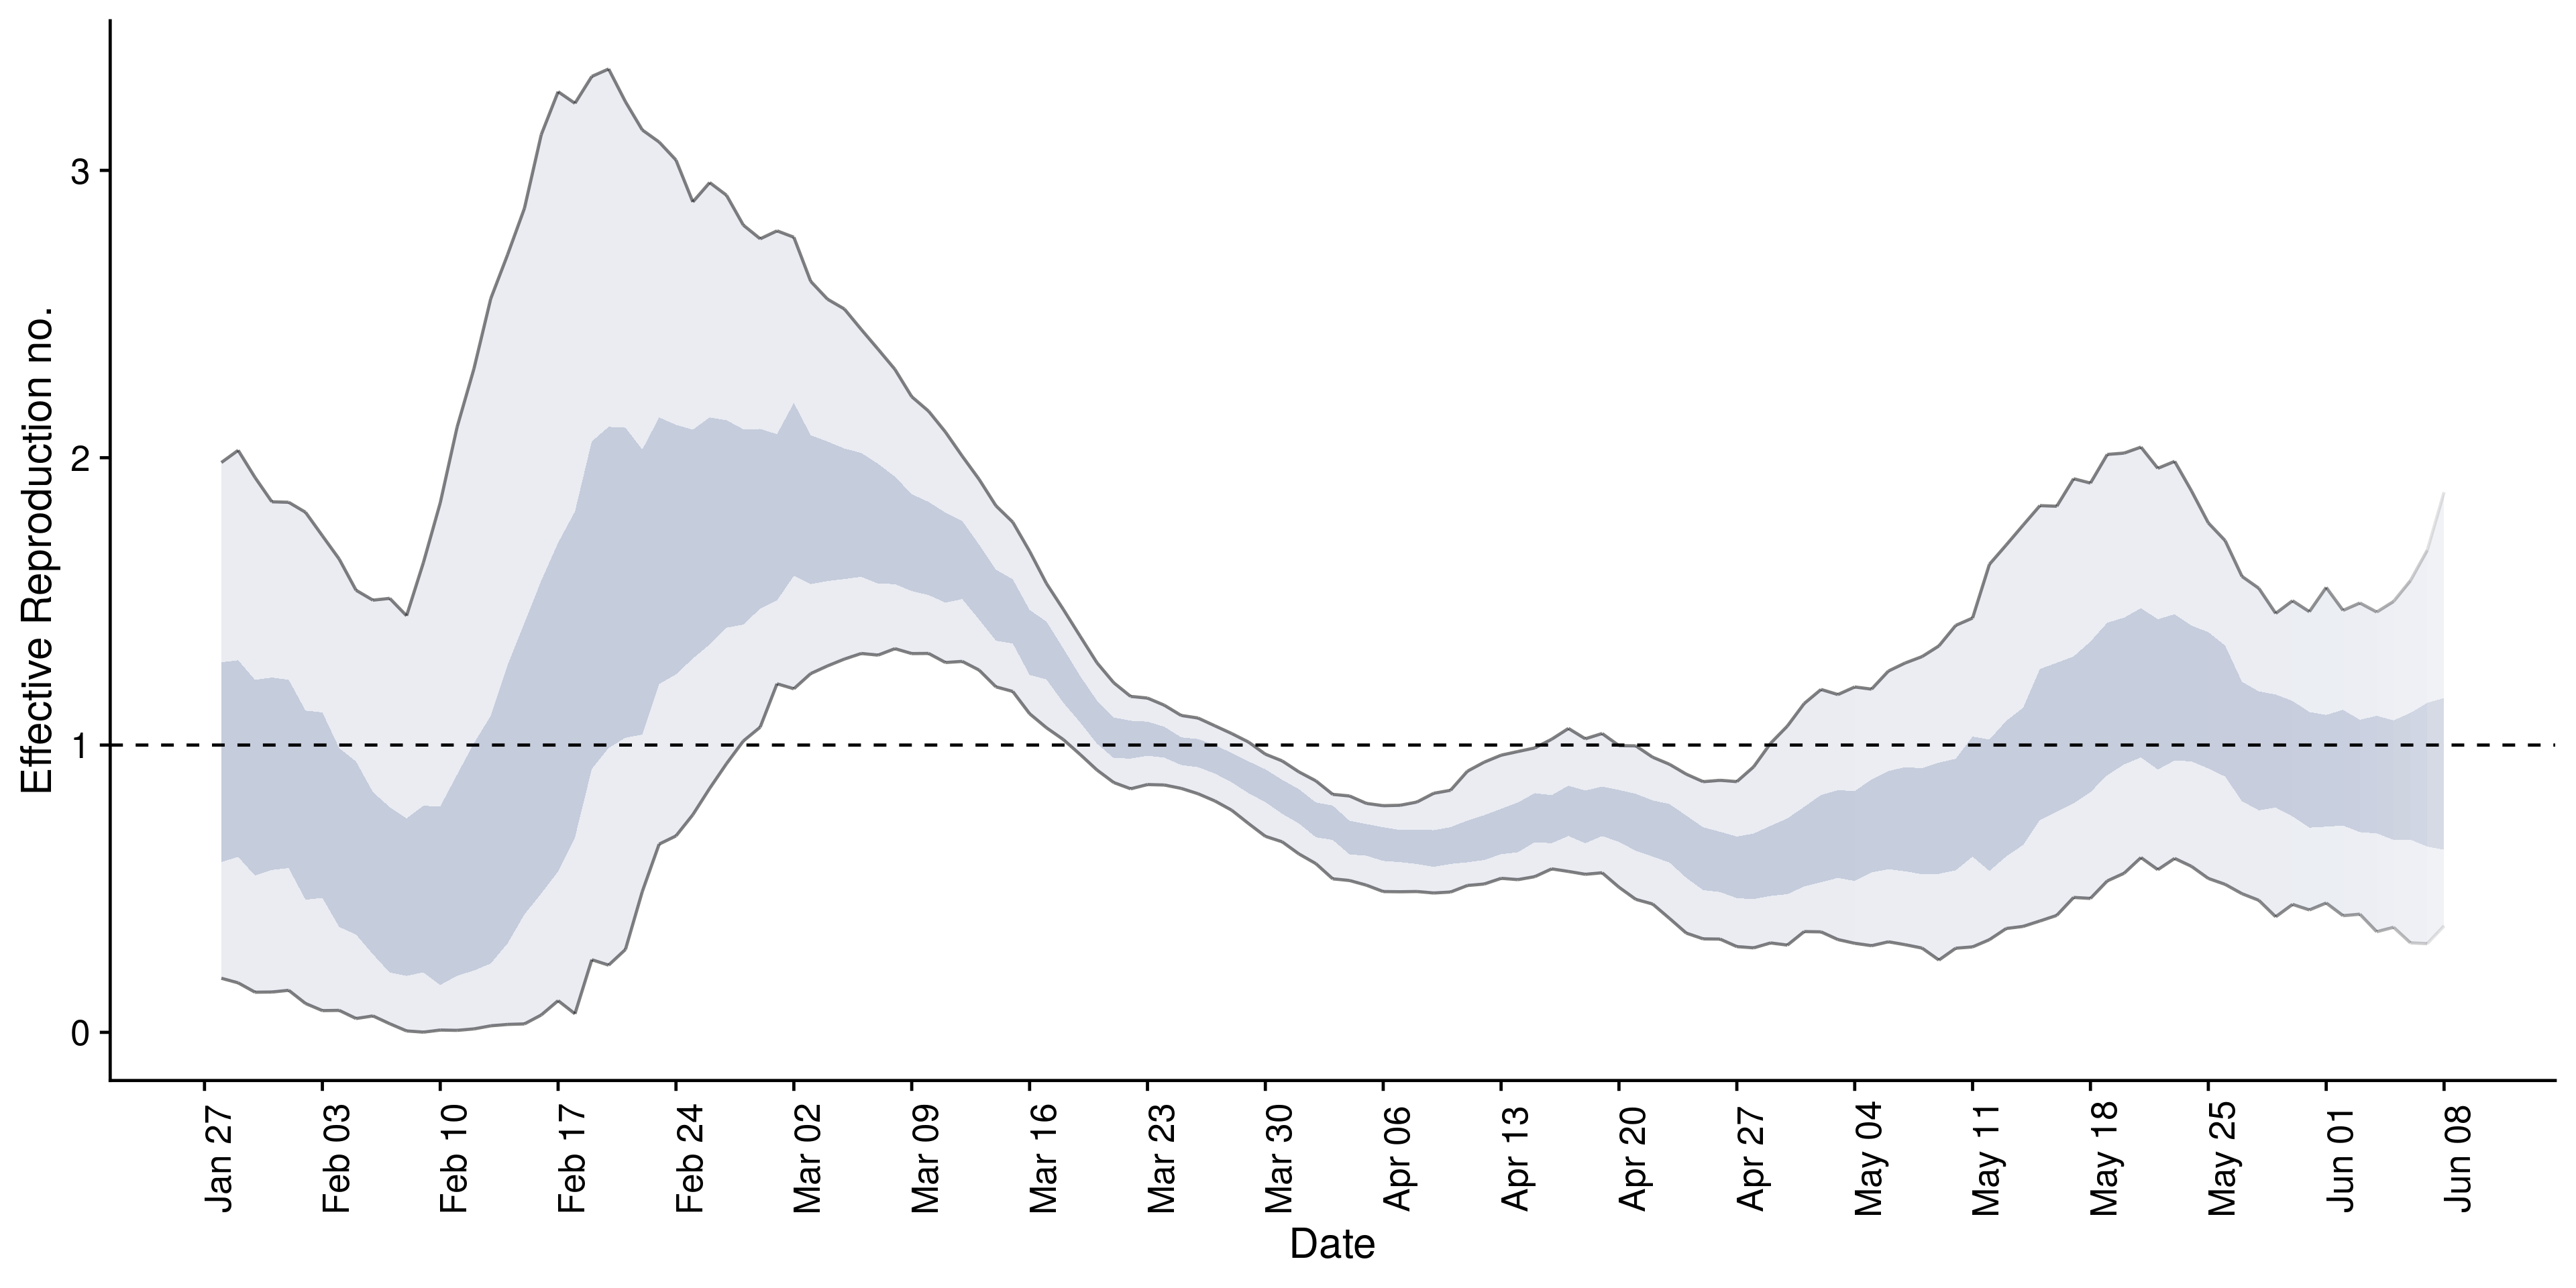 Effective Reproduction no.
3
2
1
0
Jan 27
Feb 03
Feb 10
Feb 17
Feb 24
Mar 02
Mar 09
Mar 16
Mar 23
Mar 30
Apr 06
Apr 13
Apr 20
Apr 27
May 04
May 11
May 18
May 25
Jun 01
Jun 08
Date